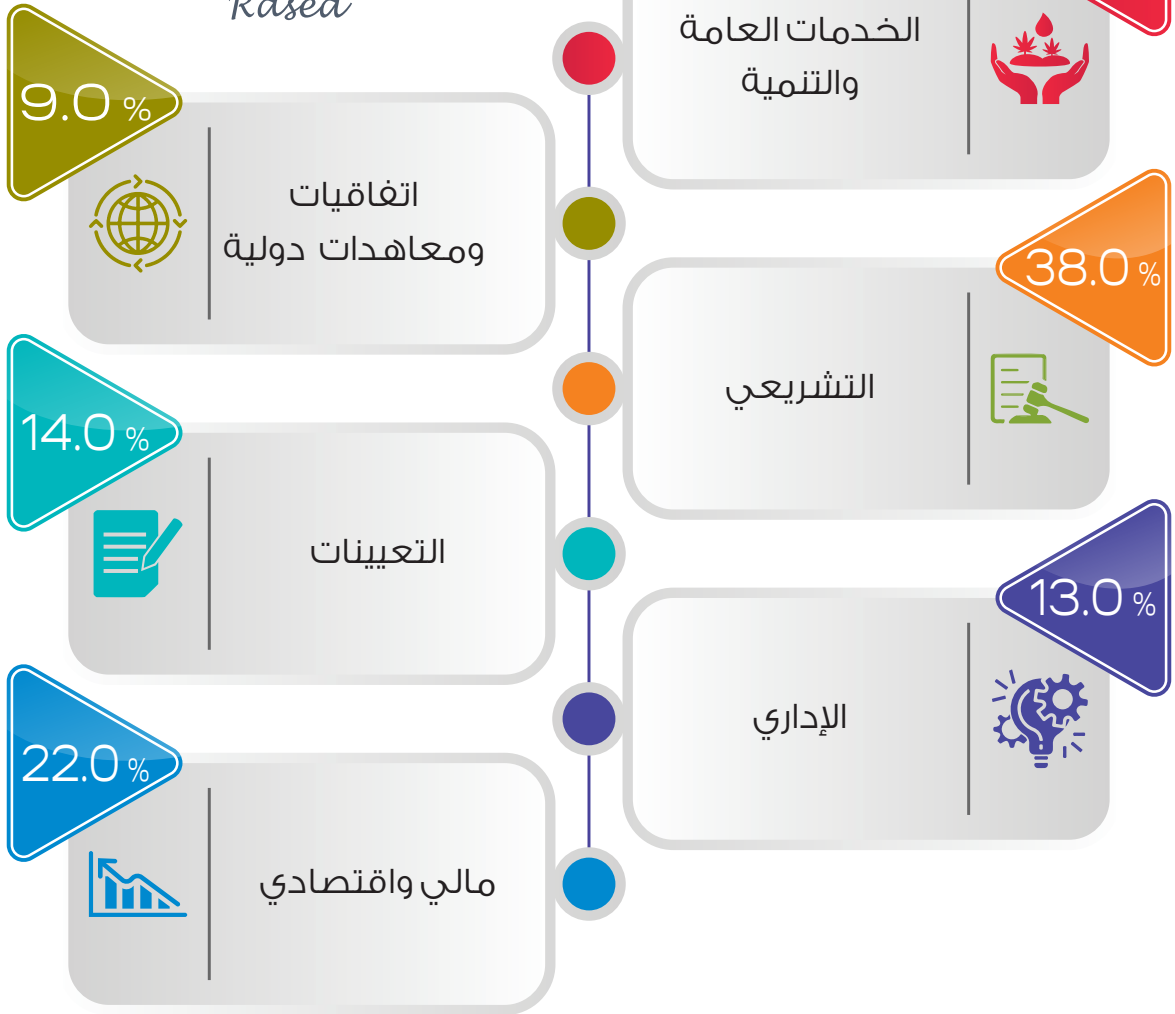 Rased
الخدمات العامة
والتنمية
9.0 %
اتفاقيات
ومعاهدات دولية
38.0 %
التشريعي
14.0 %
التعيينات
13.0 %
الإداري
22.0 %
مالي واقتصادي